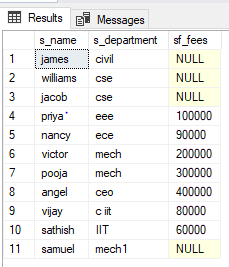 Results Messages
s_name s_department sf_fees
1 james civil NULL
2 williams cse NULL
3 jacob cse NULL
4 priya' eee 100000
5 nancy ece 90000
6 victor mech 200000
7 pooja mech 300000
8 angel ceo 400000
9 vijay c iit 80000
10 sathish IIT 60000
11 samuel mech1 NULL